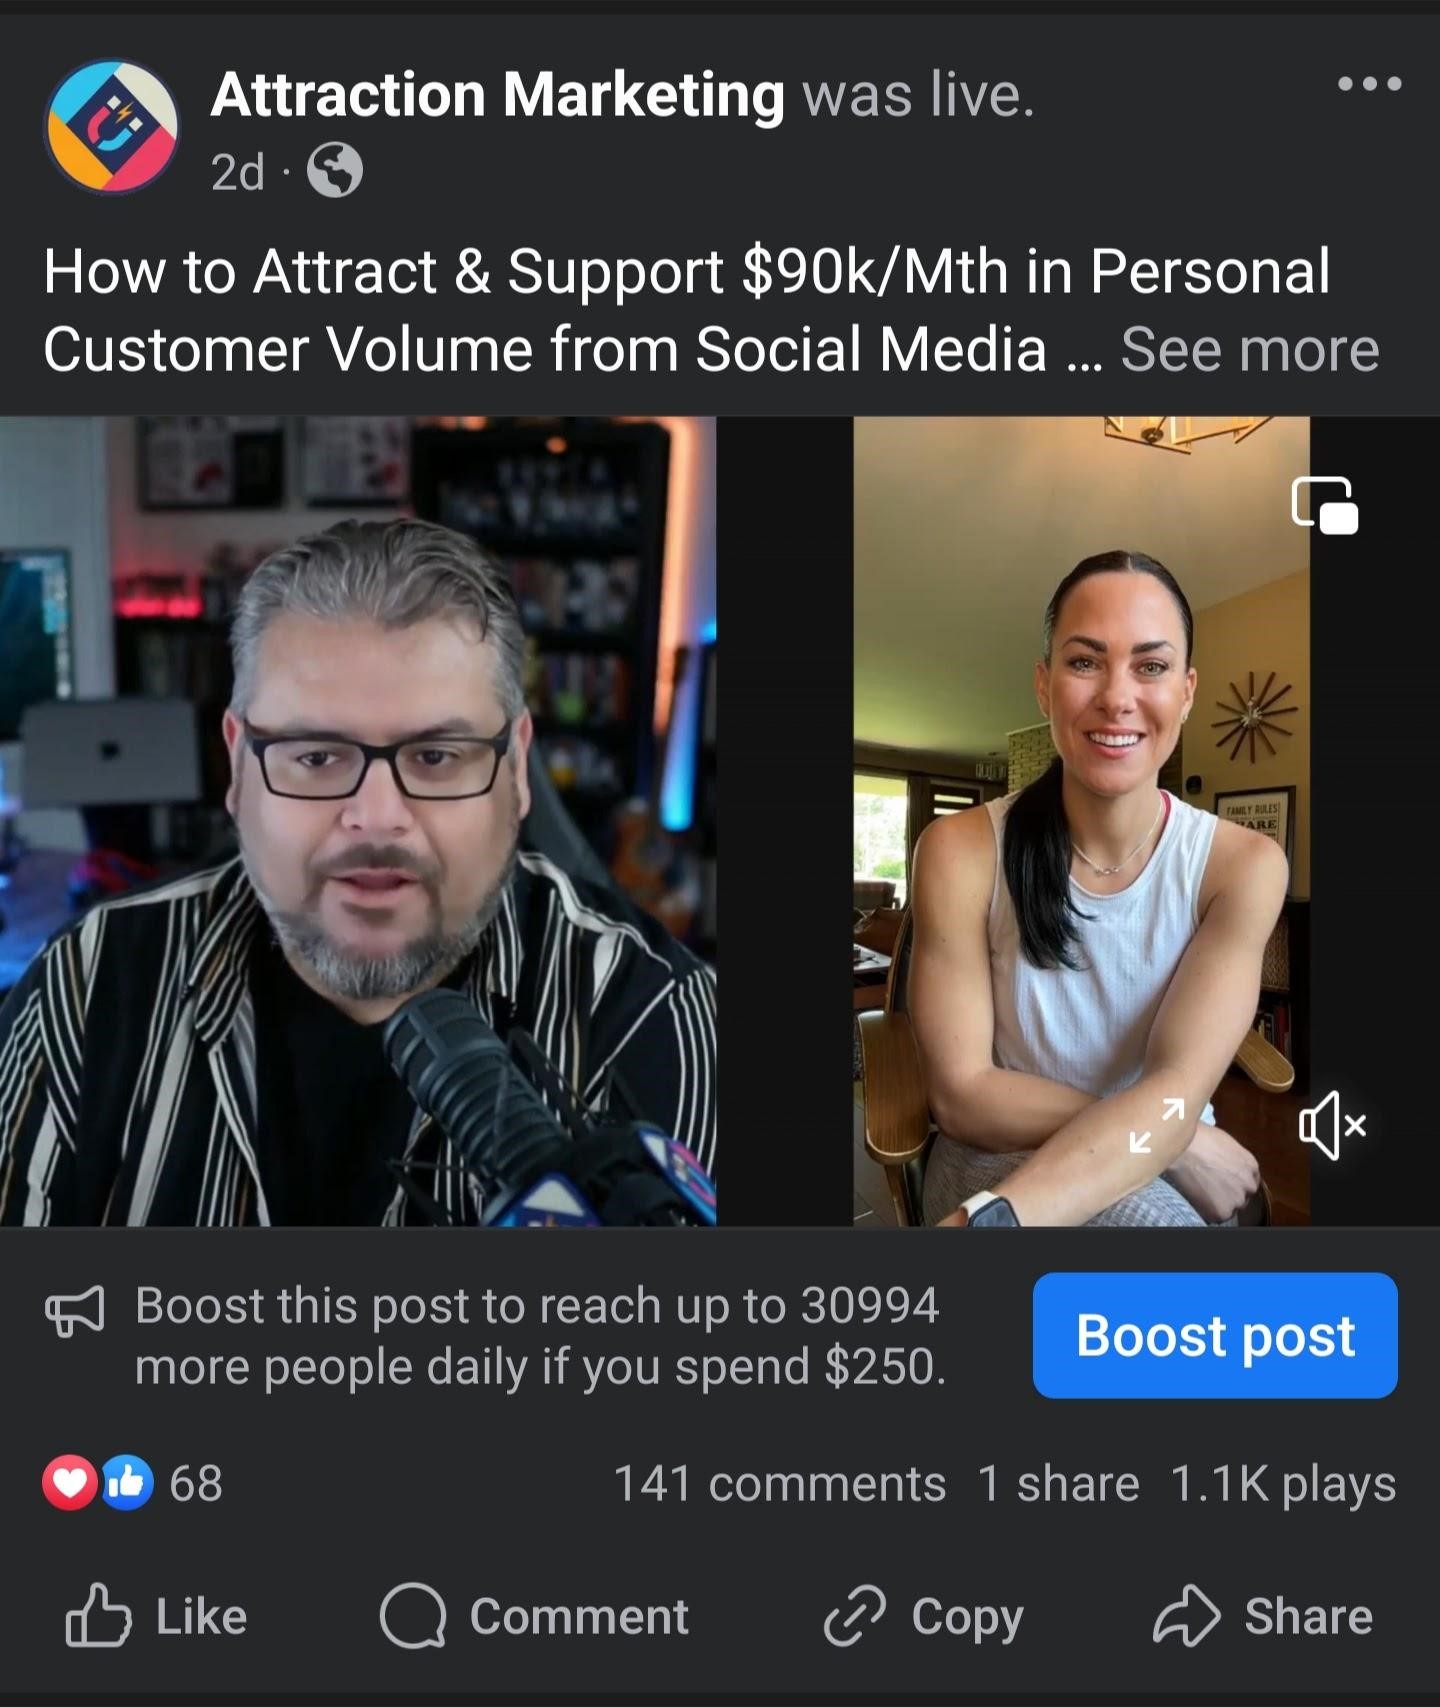 Attraction Marketing was live.
2d ·
How to Attract & Support $90k/Mth in Personal
Customer Volume from Social Media ... See more
FAMILY RULES!
Boost this post to reach up to 30994
more people daily if you spend $250.
Boost post
68
141 comments 1 share 1.1K plays
Like
Comment
Copy
Share